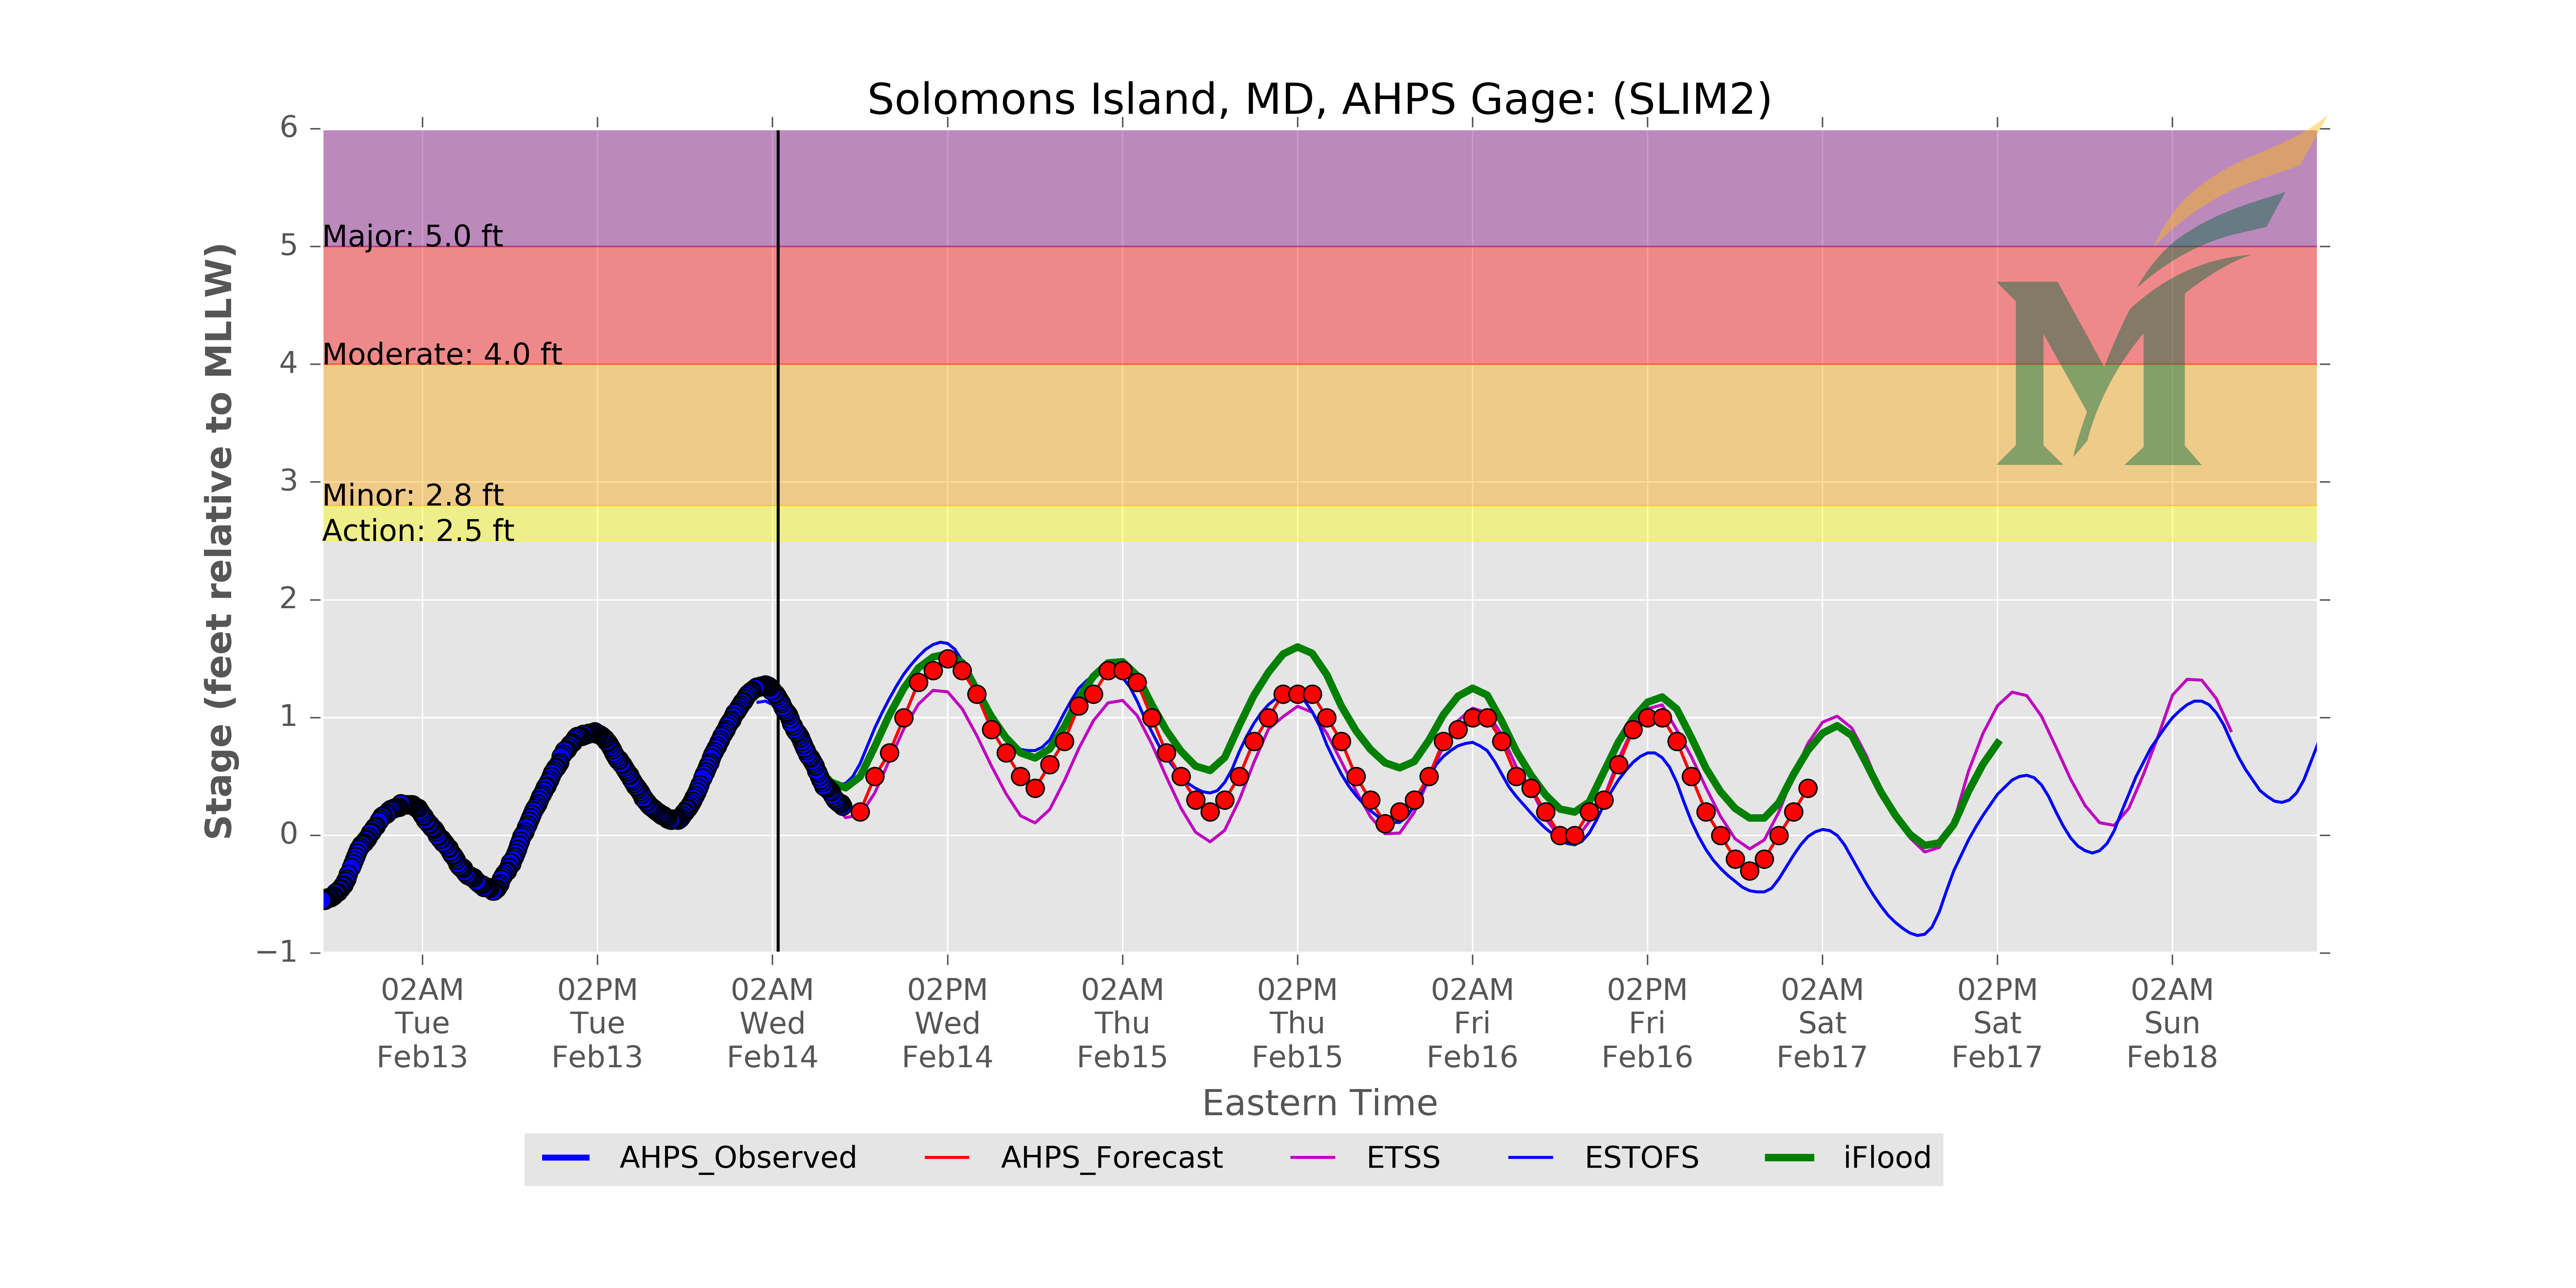 Solomons Island, MD, AHPS Gage: (SLIM2)
6
5
4
3
2
1
0
−1
Stage (feet relative to MLLW)
Major: 5.0 ft
Moderate: 4.0 ft
Minor: 2.8 ft
Action: 2.5 ft
M
02AM 02PM 02AM 02PM 02AM 02PM 02AM 02PM 02AM 02PM 02AM
Tue Tue Wed Wed Thu Thu Fri Fri Sat Sat Sun
Feb13 Feb13 Feb14 Feb14 Feb15 Feb15 Feb16 Feb16 Feb17 Feb17 Feb18
Eastern Time
AHPS_Observed AHPS_Forecast ETSS ESTOFS iFlood